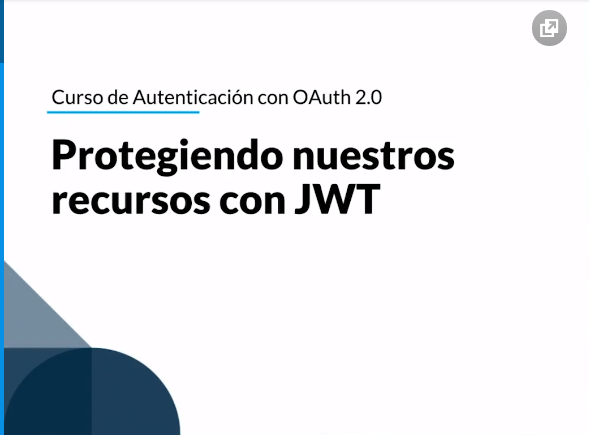 Curso de Autenticación con OAuth 2.0
Protegiendo nuestros
recursos con JWT